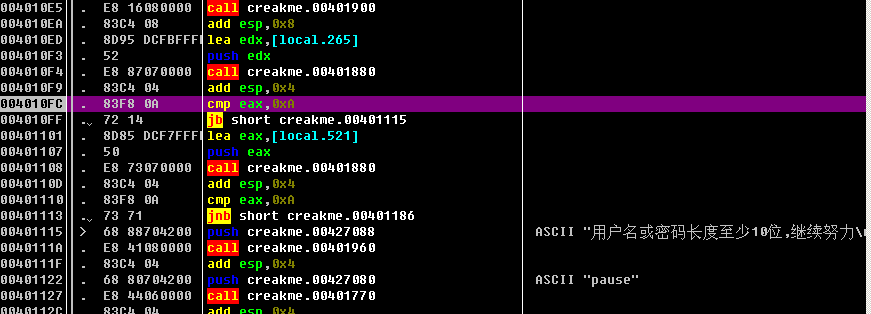 004010E5 . E8 16080000 call creakme.00401900
004010EA . 83C4 08 add esp,0x8
004010ED . 8D95 DCFBFFFF lea edx,[local.265]
004010F3 . 52 push edx
004010F4 . E8 87070000 call creakme.00401880
004010F9 . 83C4 04 add esp,0x4
004010FC . 83F8 0A cmp eax,0xA
004010FF .⌄ 72 14 jb short creakme.00401115
00401101 . 8D85 DCF7FFFF lea eax,[local.521]
00401107 . 50 push eax
00401108 . E8 73070000 call creakme.00401880
0040110D . 83C4 04 add esp,0x4
00401110 . 83F8 0A cmp eax,0xA
00401113 .⌄ 73 71 jnb short creakme.00401186
00401115 > 68 88704200 push creakme.00427088 ASCII "用户名或密码长度至少10位,继续努力\
0040111A . E8 41080000 call creakme.00401960
0040111F . 83C4 04 add esp,0x4
00401122 . 68 80704200 push creakme.00427080 ASCII "pause"
00401127 . E8 44060000 call creakme.00401770
0040112C . 83C4 04 add esp,0x4